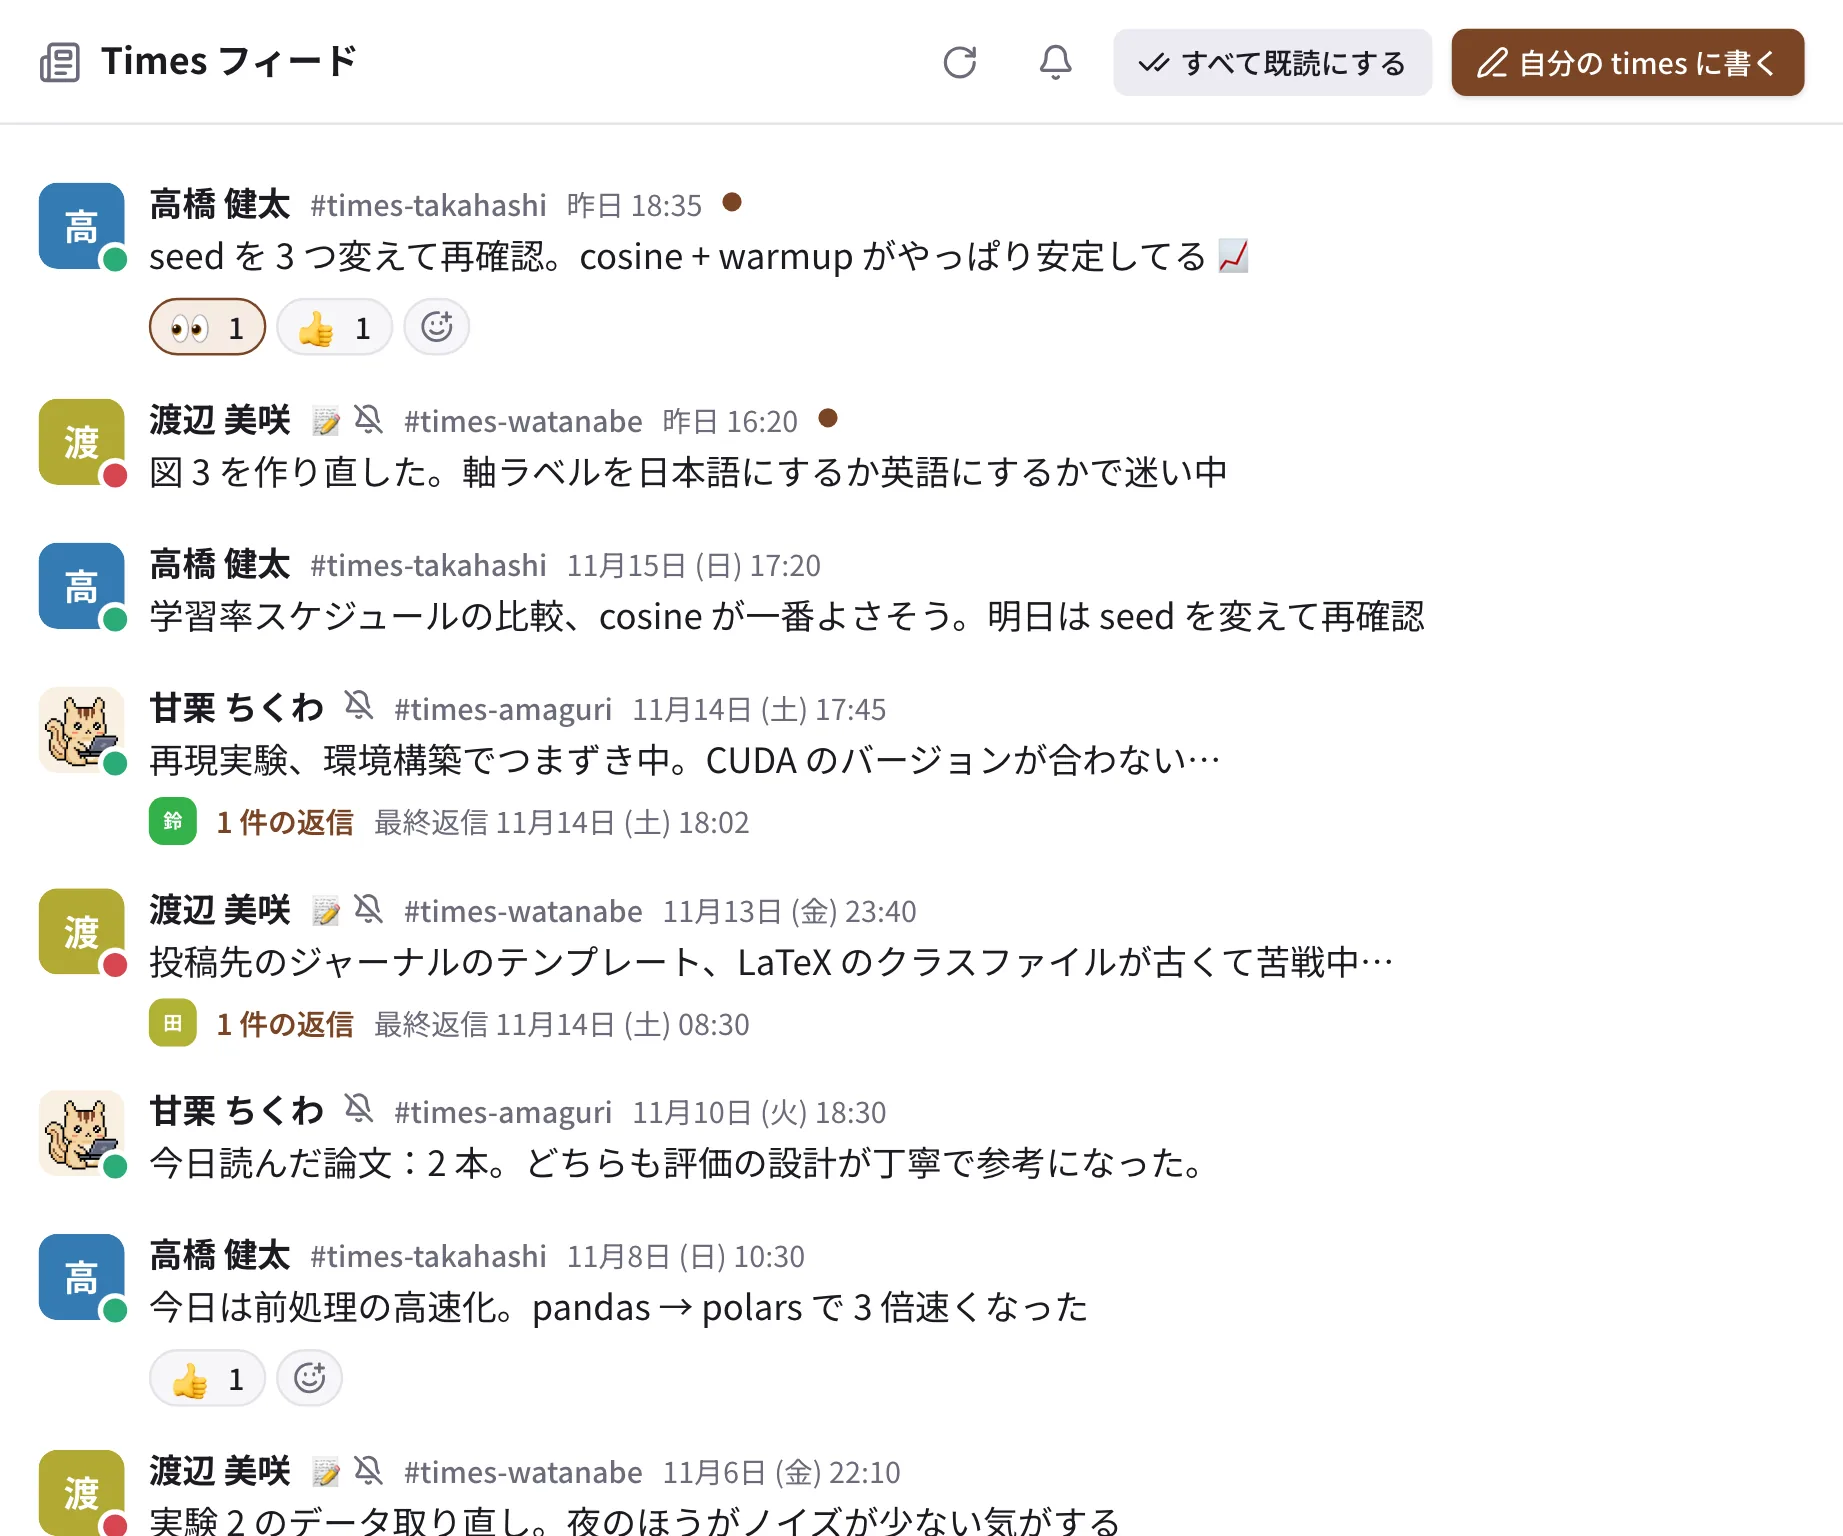 Times フィード
すべて既読にする
自分の times に書く
高
高橋 健太 #times-takahashi 昨日 18:35
seed を 3 つ変えて再確認。cosine + warmup がやっぱり安定してる 📈
👀 1 👍 1
渡
渡辺 美咲 📝 #times-watanabe 昨日 16:20
図 3 を作り直した。軸ラベルを日本語にするか英語にするかで迷い中
高
高橋 健太 #times-takahashi 11月15日 (日) 17:20
学習率スケジュールの比較、cosine が一番よさそう。明日は seed を変えて再確認
甘栗 ちくわ #times-amaguri 11月14日 (土) 17:45
再現実験、環境構築でつまずき中。CUDA のバージョンが合わない…
鈴 1 件の返信 最終返信 11月14日 (土) 18:02
渡
渡辺 美咲 📝 #times-watanabe 11月13日 (金) 23:40
投稿先のジャーナルのテンプレート、LaTeX のクラスファイルが古くて苦戦中…
田 1 件の返信 最終返信 11月14日 (土) 08:30
甘栗 ちくわ #times-amaguri 11月10日 (火) 18:30
今日読んだ論文：2 本。どちらも評価の設計が丁寧で参考になった。
高
高橋 健太 #times-takahashi 11月8日 (日) 10:30
今日は前処理の高速化。pandas → polars で 3 倍速くなった
👍 1
渡
渡辺 美咲 📝 #times-watanabe 11月6日 (金) 22:10
実験 2 のデータ取り直し。夜のほうがノイズが少ない気がする